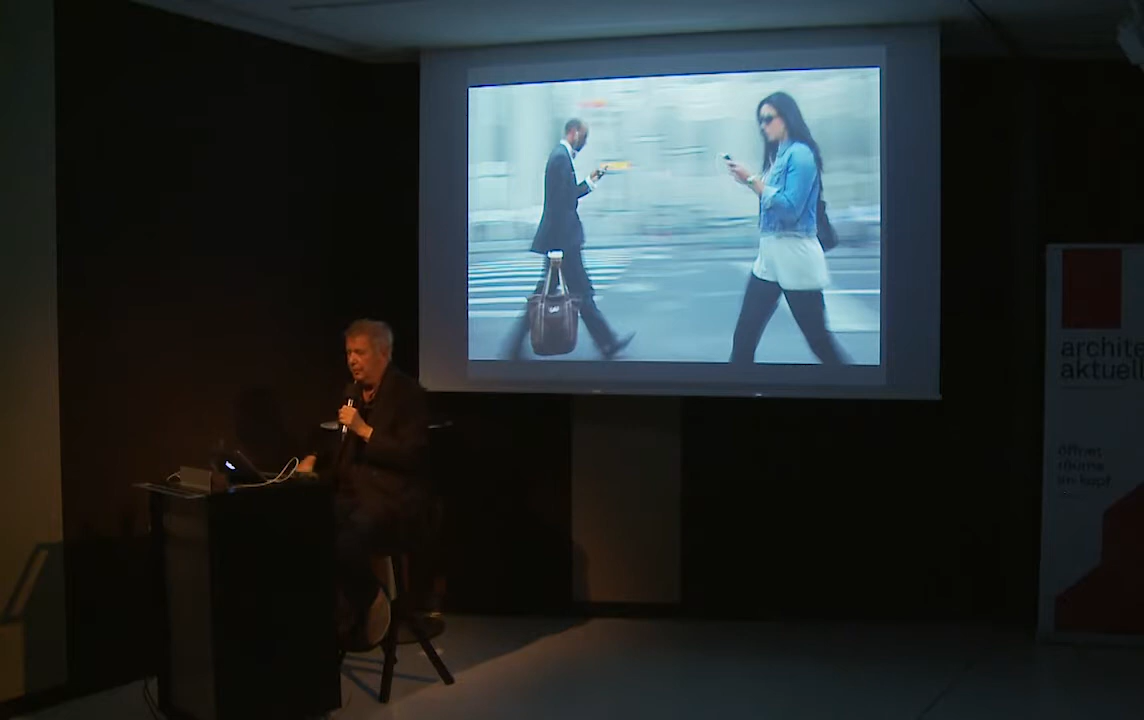 archite
aktuell
öffnet
räume
im kopf